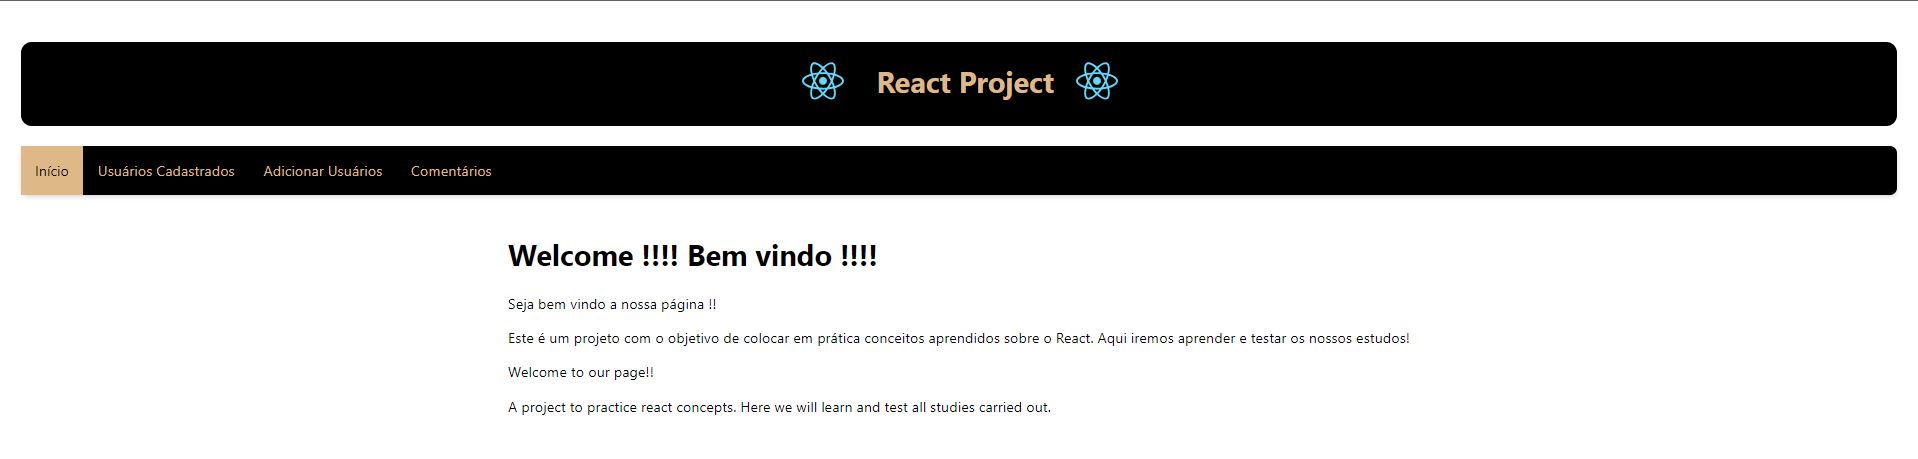 React Project
Início Usuários Cadastrados Adicionar Usuários Comentários
Welcome !!!! Bem vindo !!!!
Seja bem vindo a nossa página !!
Este é um projeto com o objetivo de colocar em prática conceitos aprendidos sobre o React. Aqui iremos aprender e testar os nossos estudos!
Welcome to our page!!
A project to practice react concepts. Here we will learn and test all studies carried out.